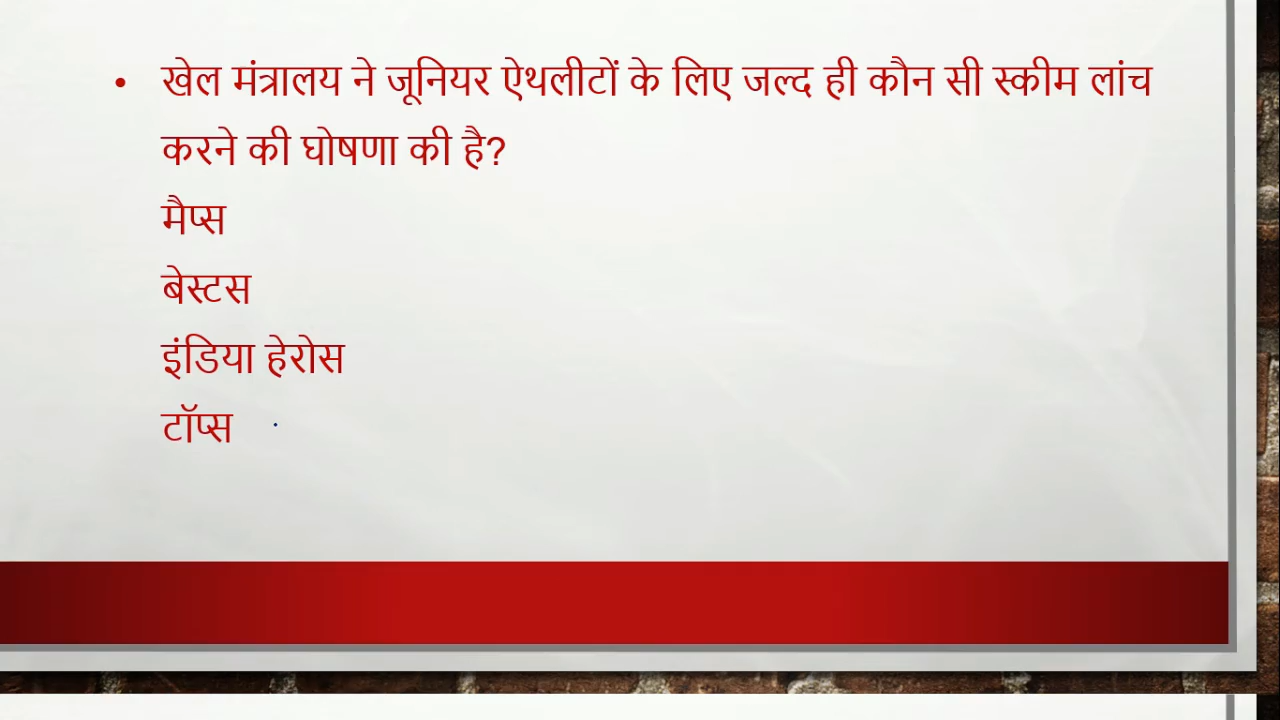 • खेल मंत्रालय ने जूनियर ऐथलीटों के लिए जल्द ही कौन सी स्कीम लांच
करने की घोषणा की है?
मैप्स
बेस्टस
इंडिया हेरोस
टॉप्स